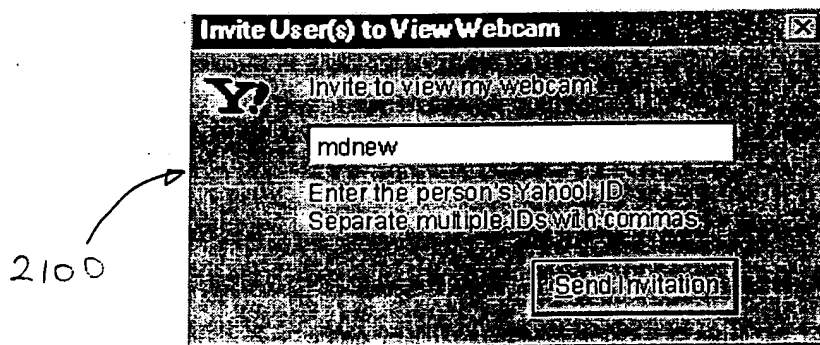 Invite User(s) to View Webcam
Y!
Invite to view my webcam:
mdnew
Enter the person's Yahoo! ID
Separate multiple IDs with commas
Send Invitation
2100